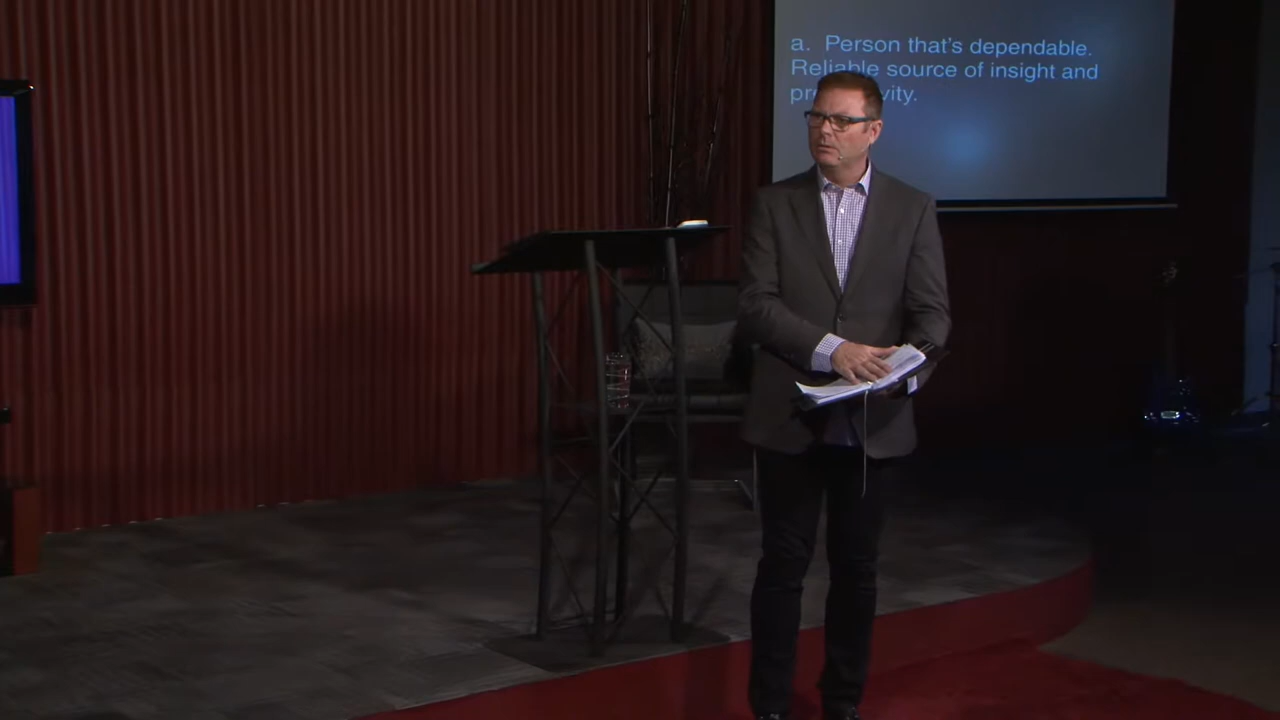 a. Person that's dependable.
Reliable source of insight and